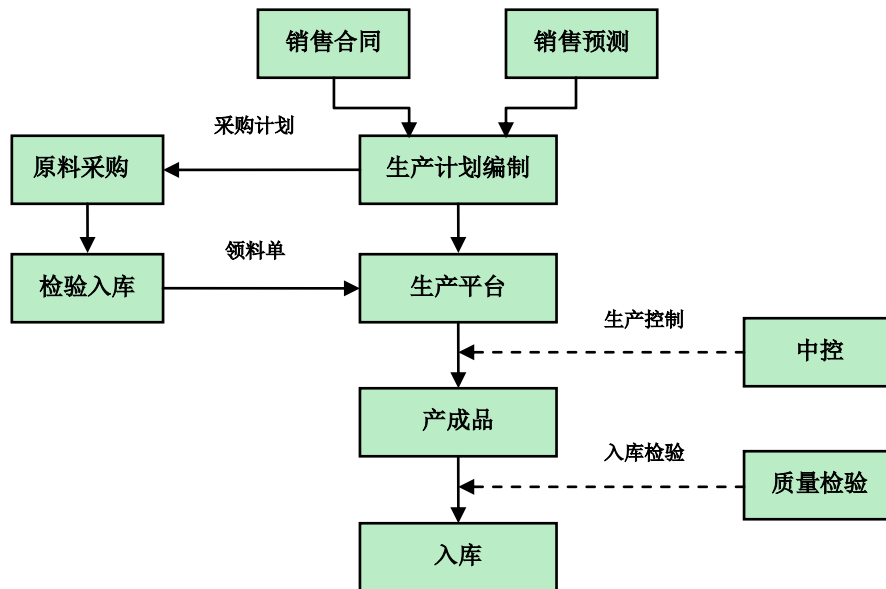 销售合同
销售预测
采购计划
原料采购
生产计划编制
领料单
检验入库
生产平台
生产控制
中控
产成品
入库检验
质量检验
入库